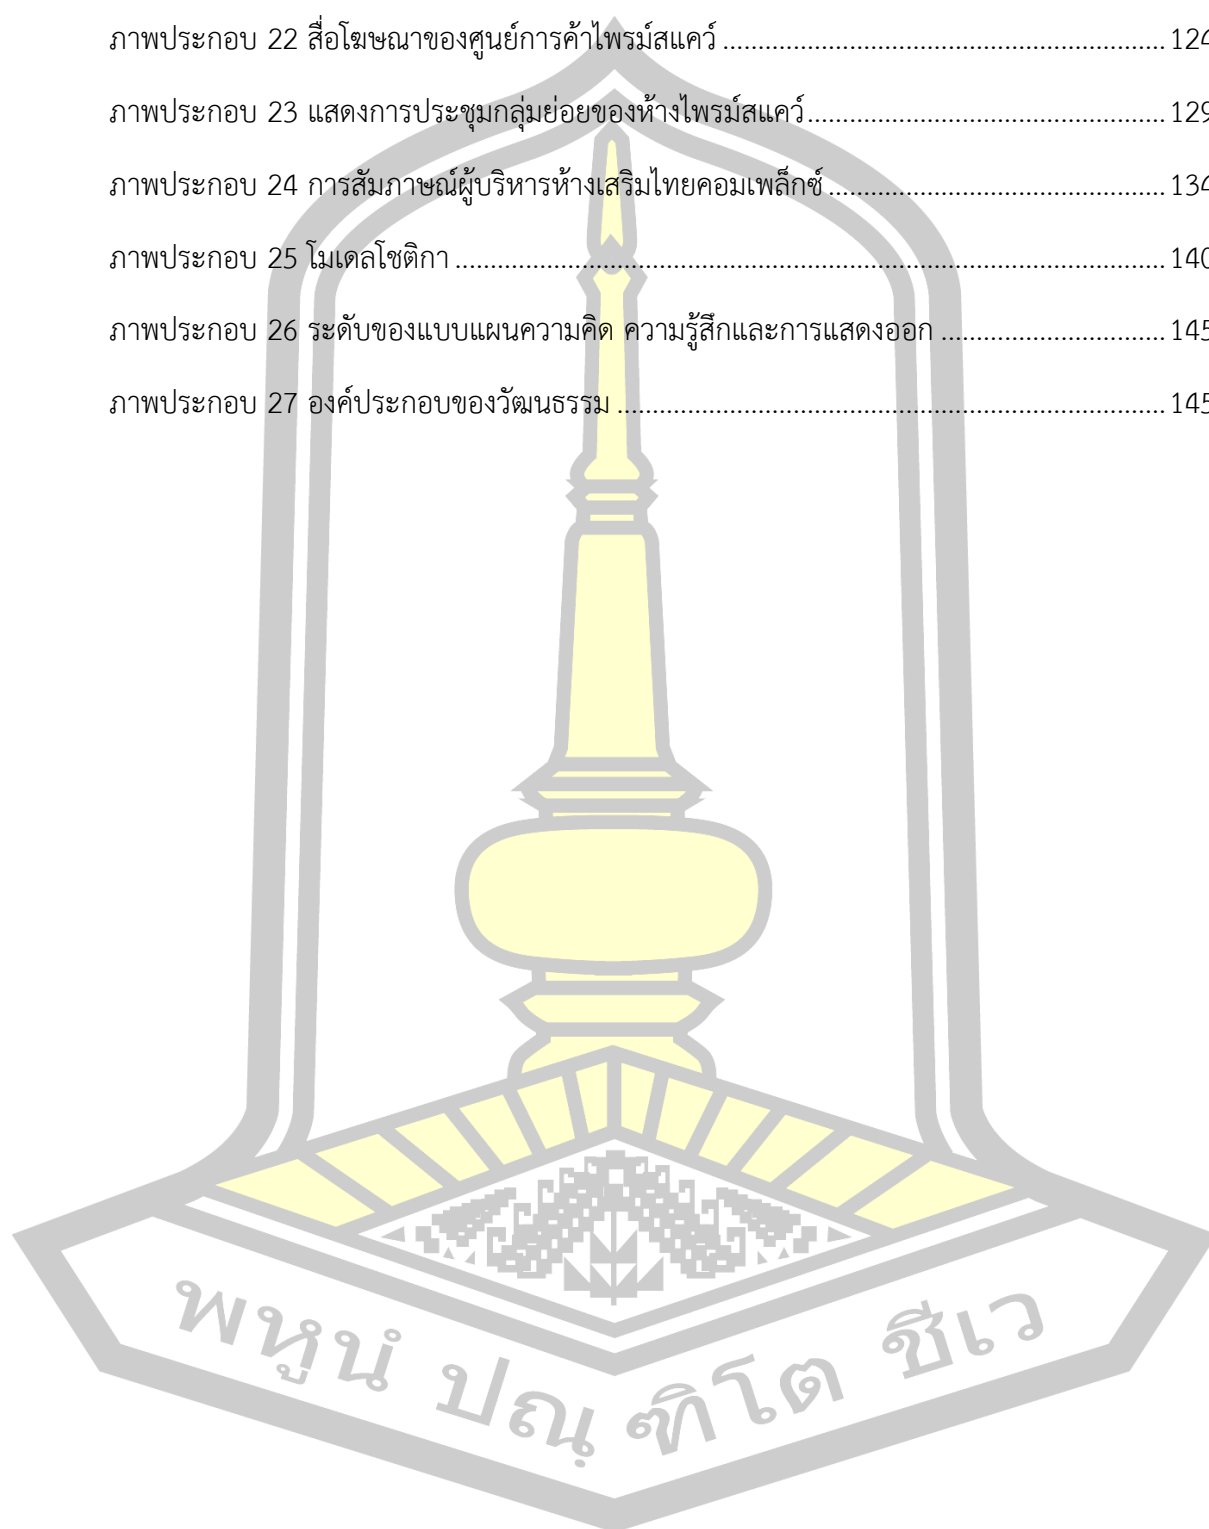 ภาพประกอบ 22 สื่อโฆษณาของศูนย์การค้าไพรม์สแควร์ ........ 124
ภาพประกอบ 23 แสดงการประชุมกลุ่มย่อยของห้างไพรม์สแควร์ ........ 129
ภาพประกอบ 24 การสัมภาษณ์ผู้บริหารห้างเสริมไทยคอมเพล็กซ์ ........ 134
ภาพประกอบ 25 โมเดลโชติกา ........ 140
ภาพประกอบ 26 ระดับของแบบแผนความคิด ความรู้สึกและการแสดงออก ........ 145
ภาพประกอบ 27 องค์ประกอบของวัฒนธรรม ........ 145
พหูนํ ปณฺฑิโต ชีเว